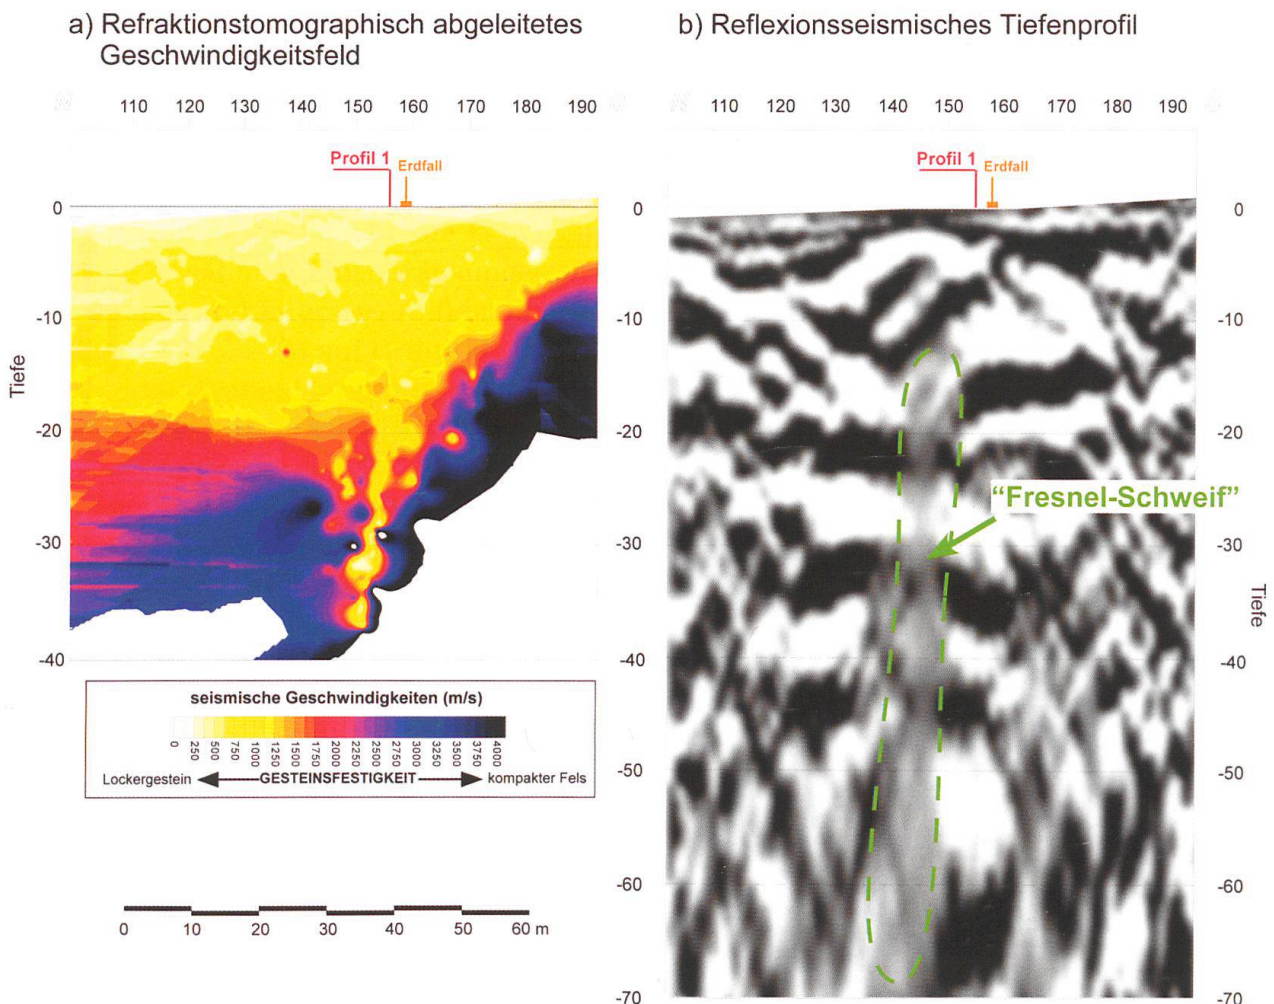 a) Refraktionstomographisch abgeleitetes
Geschwindigkeitsfeld
110 120 130 140 150 160 170 180 190
Profil 1
Erdfall
0
-10
-20
-30
-40
Tiefe
seismische Geschwindigkeiten (m/s)
0 250 500 750 1000 1250 1500 1750 2000 2250 2500 2750 3000 3250 3500 3750 4000
Lockergestein GESTEINSFESTIGKEIT kompakter Fels
0 10 20 30 40 50 60 m
b) Reflexionsseismisches Tiefenprofil
110 120 130 140 150 160 170 180 190
Profil 1
Erdfall
0
-10
-20
-30
-40
-50
-60
-70
“Fresnel-Schweif”
0
-10
-20
-30
-40
-50
-60
-70
Tiefe